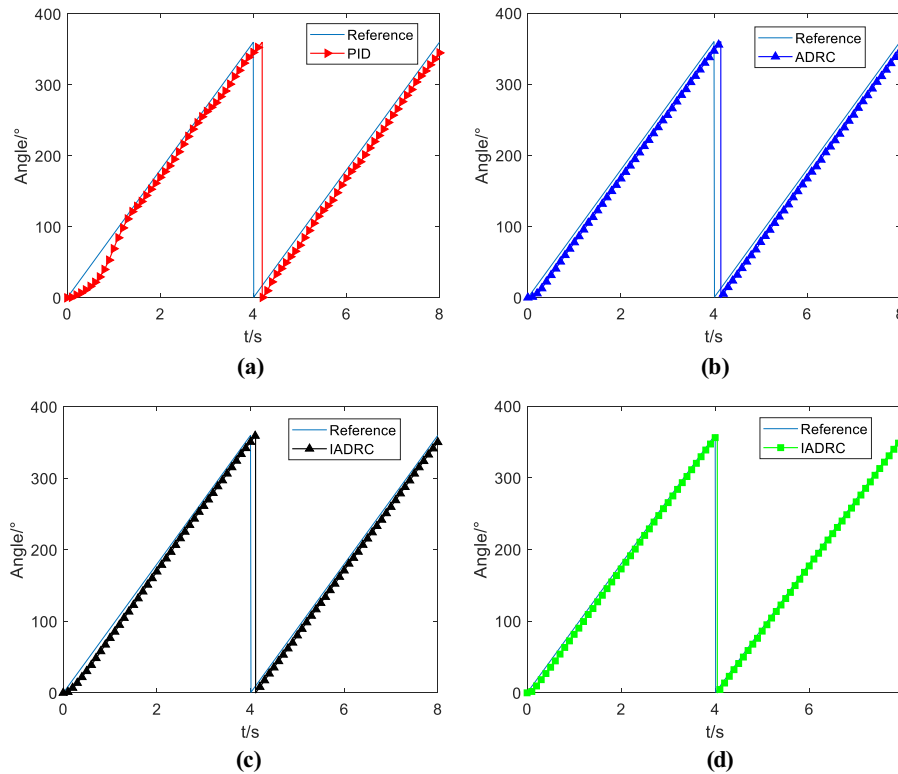 400
300
200
100
0
Angle/°
0
2
4
6
8
t/s
Reference
PID
(a)
400
300
200
100
0
Angle/°
0
2
4
6
8
t/s
Reference
ADRC
(b)
400
300
200
100
0
Angle/°
0
2
4
6
8
t/s
Reference
IADRC
(c)
400
300
200
100
0
Angle/°
0
2
4
6
t/s
Reference
IADRC
(d)